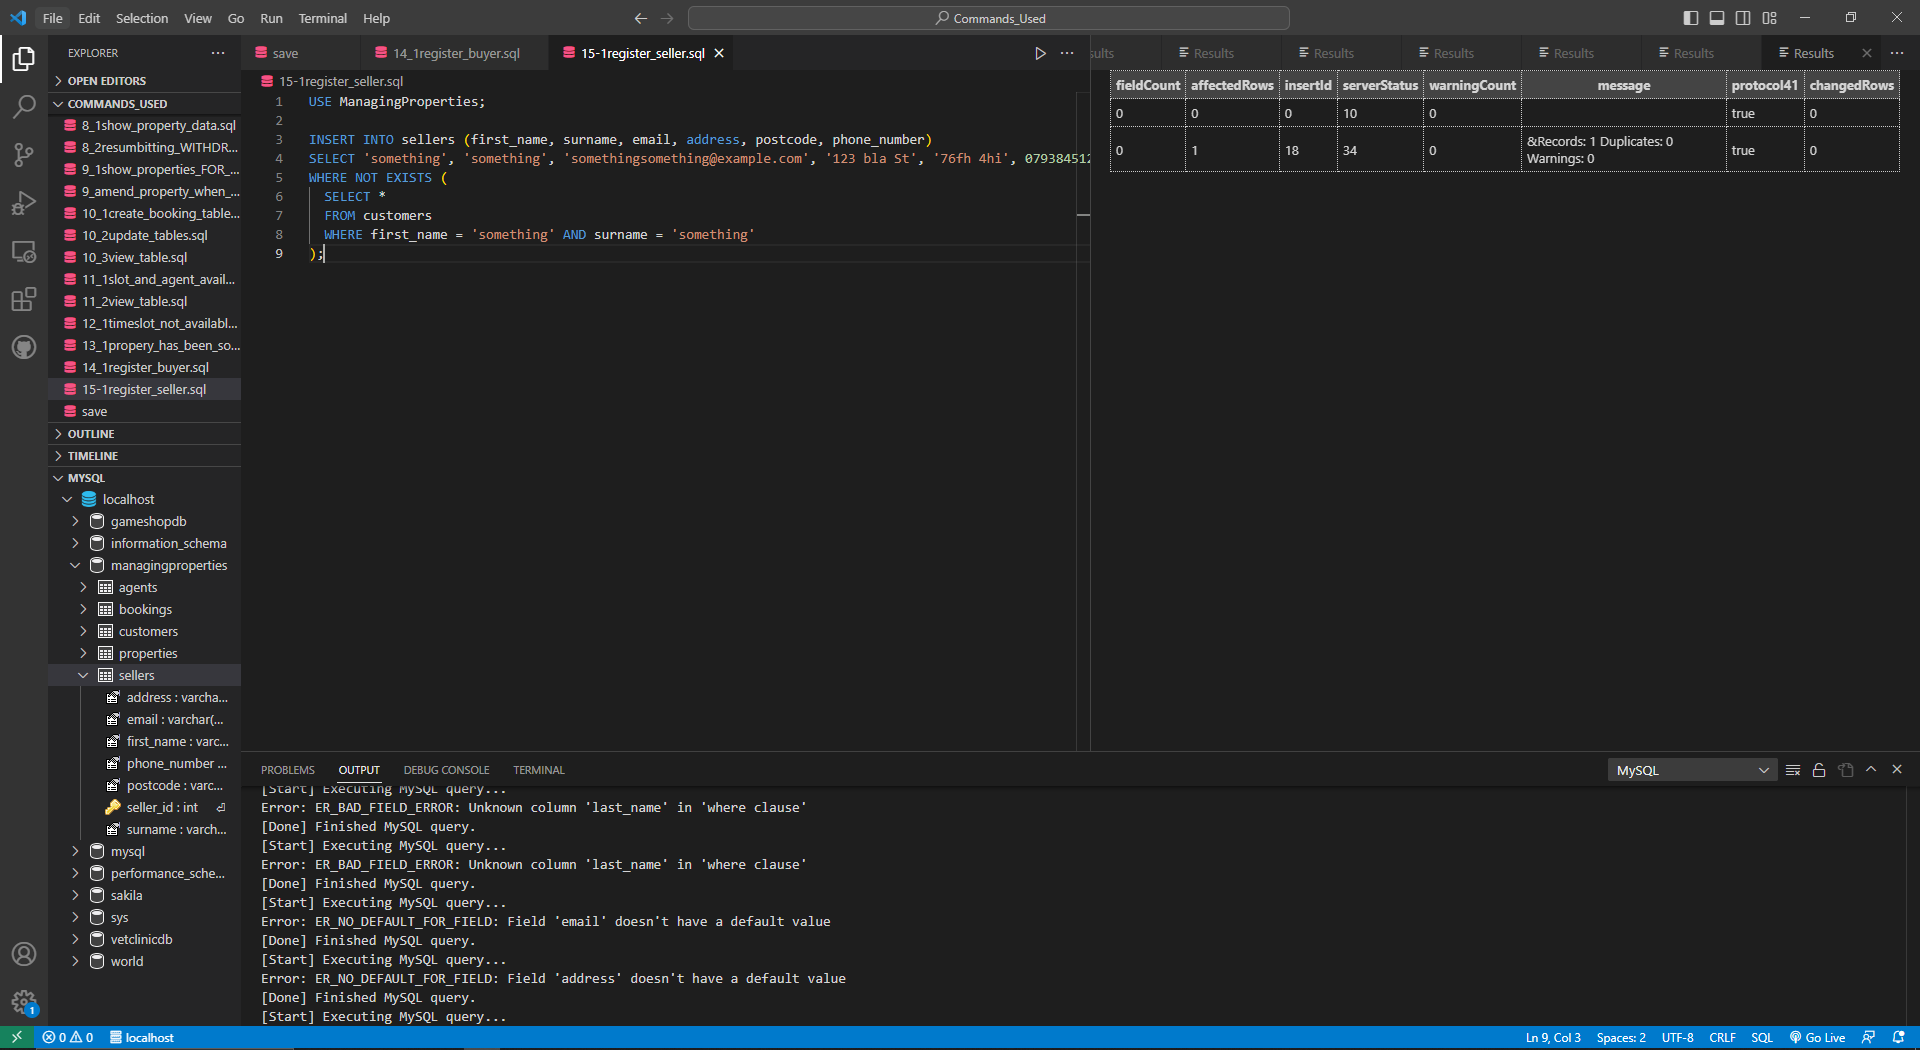 File Edit Selection View Go Run Terminal Help
Commands_Used
EXPLORER
OPEN EDITORS
COMMANDS_USED
8_1show_property_data.sql
8_2resumbitting_WITHDR...
9_1show_properties_FOR_...
9_amend_property_when_...
10_1create_booking_table...
10_2update_tables.sql
10_3view_table.sql
11_1slot_and_agent_avail...
11_2view_table.sql
12_1timeslot_not_availabl...
13_1propery_has_been_so...
14_1register_buyer.sql
15-1register_seller.sql
save
OUTLINE
TIMELINE
MYSQL
localhost
gameshopdb
information_schema
managingproperties
agents
bookings
customers
properties
sellers
address : varcha...
email : varchar(...
first_name : varc...
phone_number ...
postcode : varc...
seller_id : int
surname : varch...
mysql
performance_sche...
sakila
sys
vetclinicdb
world
1
save 14_1register_buyer.sql 15-1register_seller.sql
15-1register_seller.sql
1 USE ManagingProperties;
2
3 INSERT INTO sellers (first_name, surname, email, address, postcode, phone_number)
4 SELECT 'something', 'something', 'somethingsomething@example.com', '123 bla St', '76fh 4hi', 079384512
5 WHERE NOT EXISTS (
6 SELECT *
7 FROM customers
8 WHERE first_name = 'something' AND surname = 'something'
9 );
ults Results Results Results Results Results Results
fieldCount affectedRows insertId serverStatus warningCount message protocol41 changedRows
0 0 0 10 0 true 0
0 1 18 34 0 &Records: 1 Duplicates: 0 Warnings: 0 true 0
PROBLEMS OUTPUT DEBUG CONSOLE TERMINAL
MySQL
[Start] Executing MySQL query...
Error: ER_BAD_FIELD_ERROR: Unknown column 'last_name' in 'where clause'
[Done] Finished MySQL query.
[Start] Executing MySQL query...
Error: ER_BAD_FIELD_ERROR: Unknown column 'last_name' in 'where clause'
[Done] Finished MySQL query.
[Start] Executing MySQL query...
Error: ER_NO_DEFAULT_FOR_FIELD: Field 'email' doesn't have a default value
[Done] Finished MySQL query.
[Start] Executing MySQL query...
Error: ER_NO_DEFAULT_FOR_FIELD: Field 'address' doesn't have a default value
[Done] Finished MySQL query.
[Start] Executing MySQL query...
0 0 localhost
Ln 9, Col 3 Spaces: 2 UTF-8 CRLF SQL Go Live